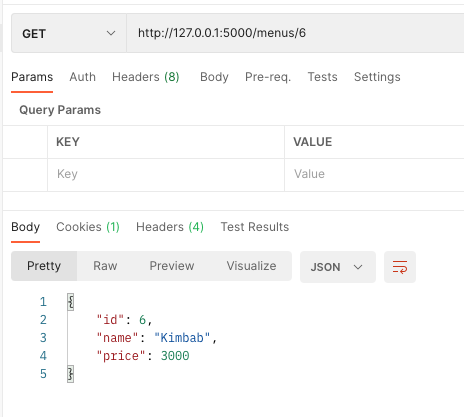 GET http://127.0.0.1:5000/menus/6
Params Auth Headers (8) Body Pre-req. Tests Settings
Query Params
KEY VALUE
Key Value
Body Cookies (1) Headers (4) Test Results
Pretty Raw Preview Visualize JSON
1 {
2 "id": 6,
3 "name": "Kimbab",
4 "price": 3000
5 }